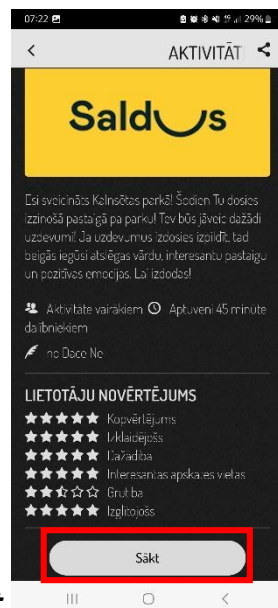 07:22 29%
AKTIVITĀT
Saldus
Esi sveicināts Kalnsētas parkā! Šodien Tu dosies
izzinošā pastaigā pa parku! Tev būs jāveic dažādi
uzdevumi! Ja uzdevumus izdosies izpildīt, tad
beigās iegūsi atslēgas vārdu, interesantu pastaigu
un pozitīvas emocijas. Lai izdodas!
Aktivitāte vairākiem Aptuveni 45 minūte
dalībniekiem
no Dace Ne
LIETOTĀJU NOVĒRTĒJUMS
Kopvērtējums
Izklaidējošs
Dažādība
Interesantas apskates vietas
Grūtība
Izglītojošs
Sākt